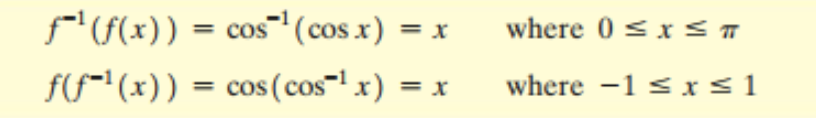 f⁻¹(f(x)) = cos⁻¹(cos x) = x where 0 ≤ x ≤ π
f(f⁻¹(x)) = cos(cos⁻¹ x) = x where −1 ≤ x ≤ 1